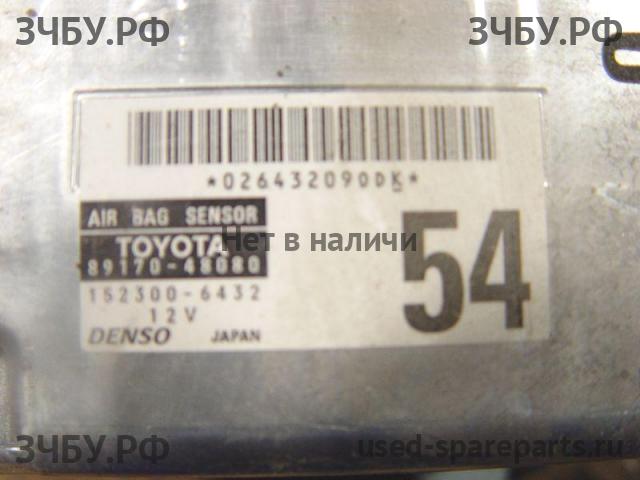 ЗЧБУ.РФ
ЗЧБУ.РФ
*026432090DK*
AIR BAG SENSOR
TOYOTA
89170-48080
152300-6432
12V
DENSO JAPAN
54
Нет в наличи
ЗЧБУ.РФ
used-spareparts.ru